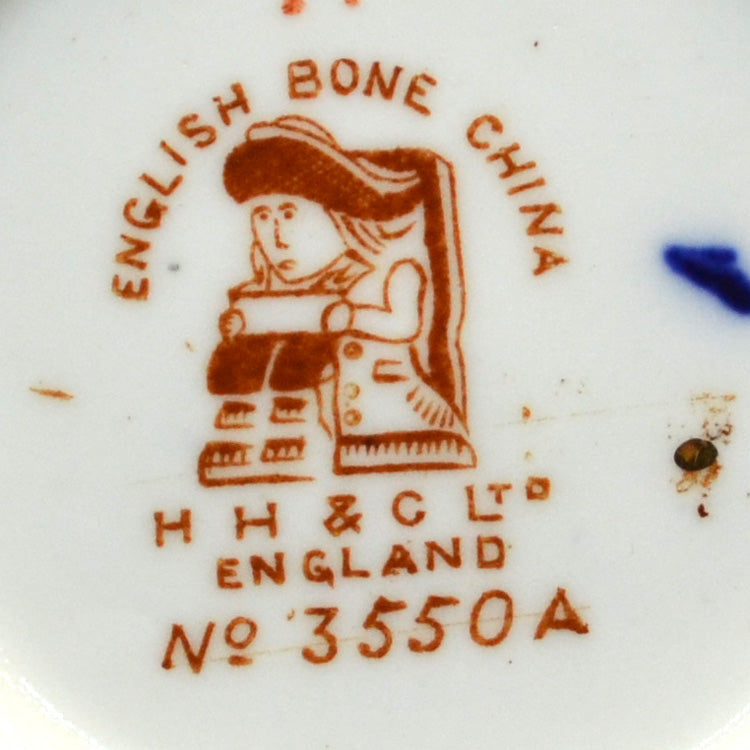 ENGLISH BONE CHINA
H H & C LTD
ENGLAND
No 3550A